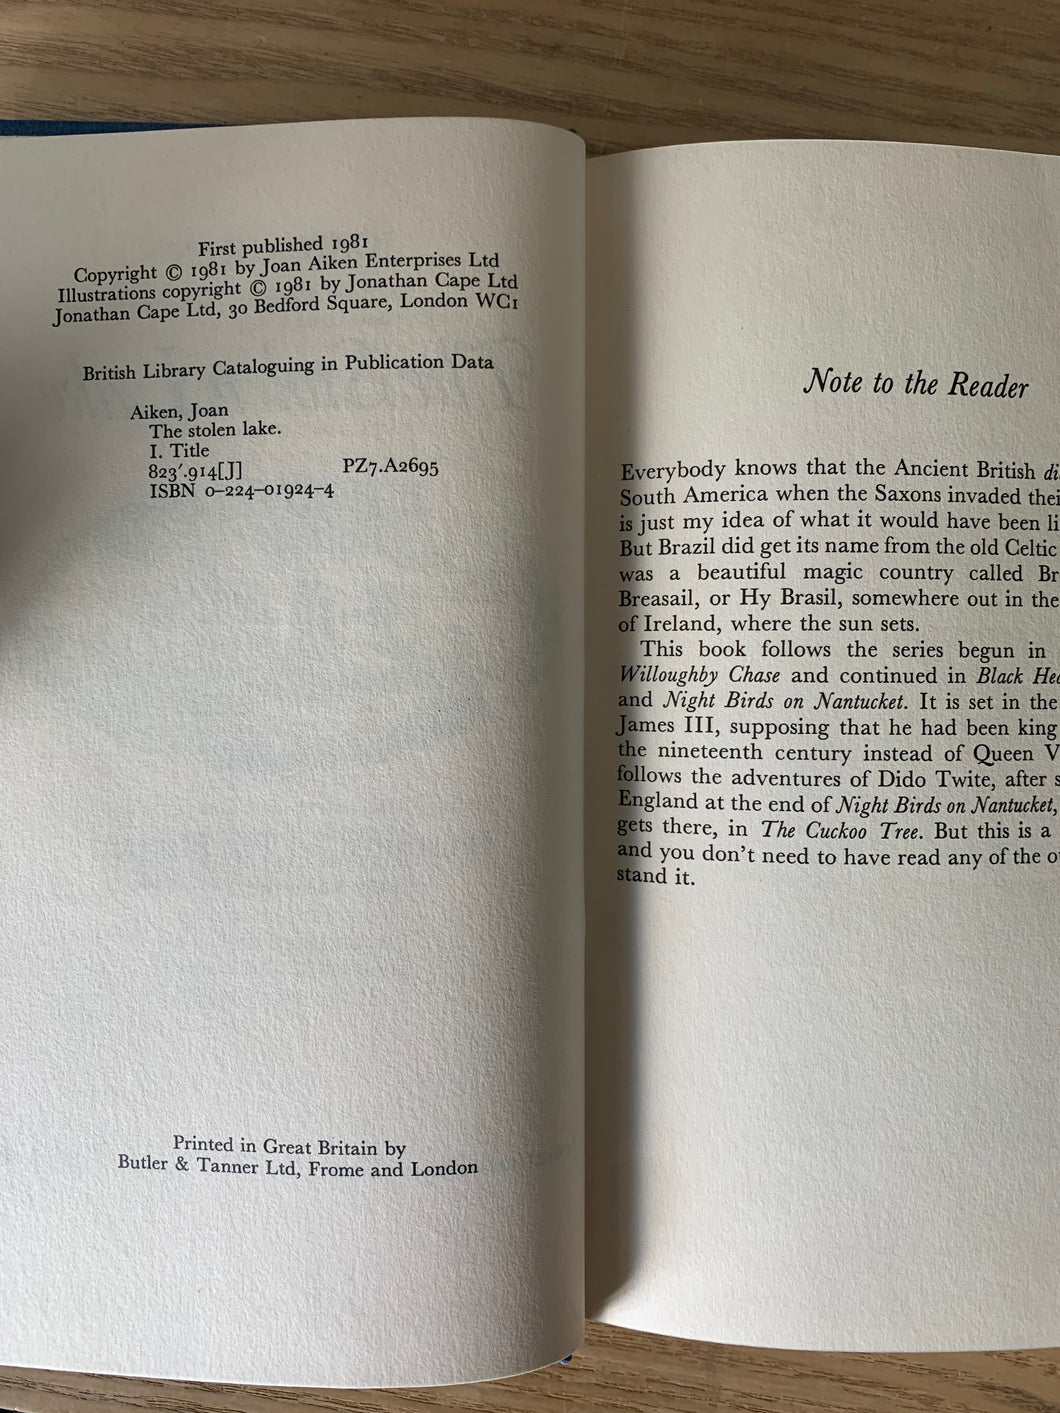 First published 1981
Copyright © 1981 by Joan Aiken Enterprises Ltd
Illustrations copyright © 1981 by Jonathan Cape Ltd
Jonathan Cape Ltd, 30 Bedford Square, London WC1
British Library Cataloguing in Publication Data
Aiken, Joan
The stolen lake.
I. Title
823′.914[J] PZ7.A2695
ISBN 0–224–01924–4
Printed in Great Britain by
Butler & Tanner Ltd, Frome and London
Note to the Reader
Everybody knows that the Ancient British
South America when the Saxons invaded
is just my idea of what it would have been
But Brazil did get its name from the old Celtic
was a beautiful magic country called
Breasail, or Hy Brasil, somewhere out in the
of Ireland, where the sun sets.
This book follows the series begun in
Willoughby Chase and continued in Black
and Night Birds on Nantucket. It is set in the
James III, supposing that he had been king
the nineteenth century instead of Queen
follows the adventures of Dido Twite, after
England at the end of Night Birds on Nantucket,
gets there, in The Cuckoo Tree. But this is a
and you don't need to have read any of the
stand it.